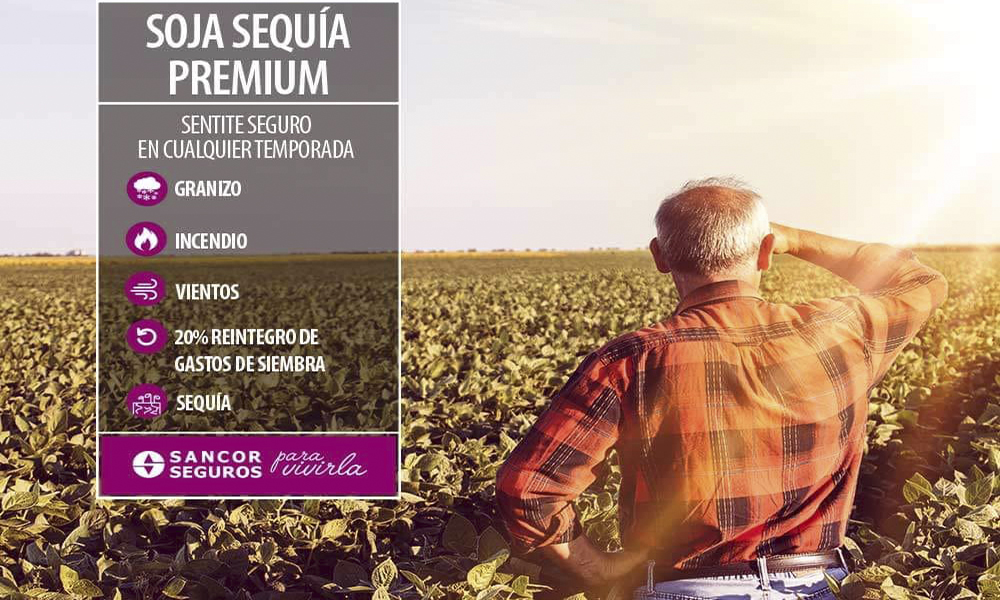 SOJA SEQUÍA
PREMIUM
SENTITE SEGURO
EN CUALQUIER TEMPORADA
GRANIZO
INCENDIO
VIENTOS
20% REINTEGRO DE
GASTOS DE SIEMBRA
SEQUÍA
SANCOR
SEGUROS
para
vivirla